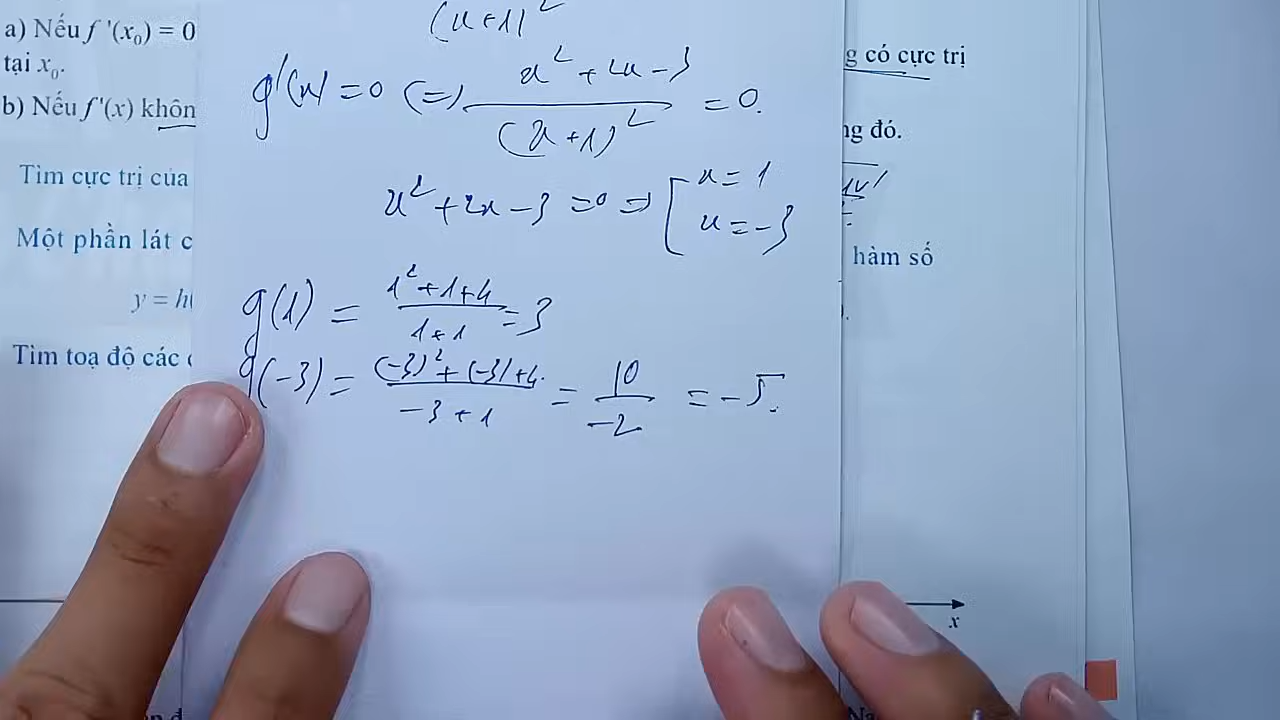 a) Nếu f '(x₀) = 0
tại x₀.
b) Nếu f '(x) khôn
Tìm cực trị của
Một phần lát c
y = h(
Tìm toạ độ các
(x+1)²
g'(x) = 0 (=) x² + 2x - 3 / (x+1)² = 0.
x² + 2x - 3 = 0 => [ x = 1
x = -3
g(1) = 1² + 1 + 4 / 1 + 1 = 3
g(-3) = (-3)² + (-3) + 4 / -3 + 1 = 10 / -2 = -5.
g có cực trị
ng đó.
hàm số
x